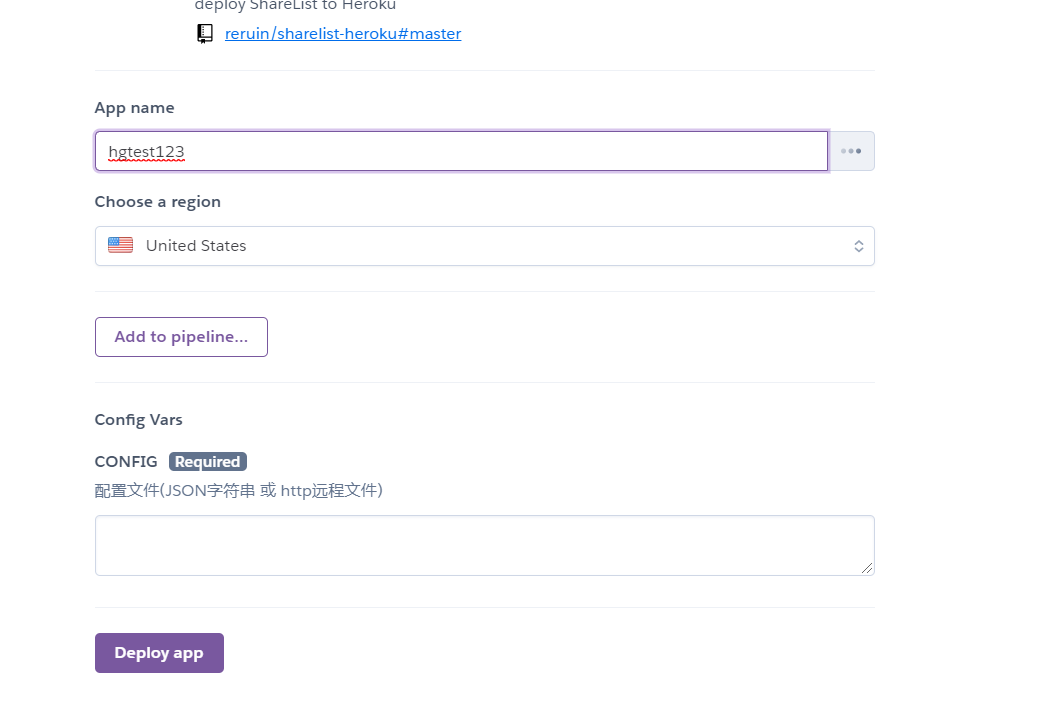 deploy ShareList to Heroku
reruin/sharelist-heroku#master
App name
hgtest123
Choose a region
United States
Add to pipeline...
Config Vars
CONFIG Required
配置文件(JSON字符串 或 http远程文件)
Deploy app